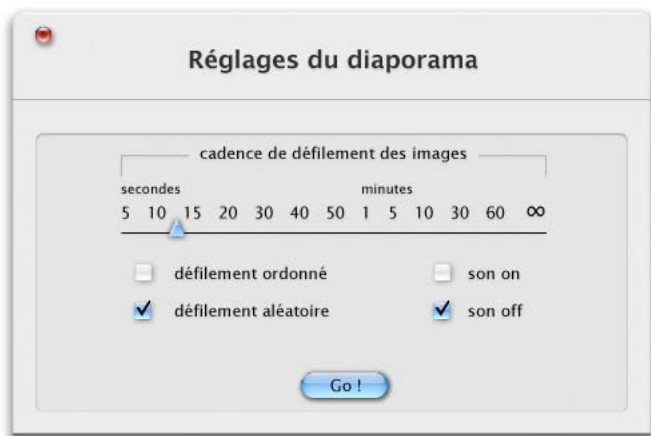 Réglages du diaporama
cadence de défilement des images
secondes minutes
5 10 15 20 30 40 50 1 5 10 30 60 ∞
défilement ordonné son on
défilement aléatoire son off
Go !